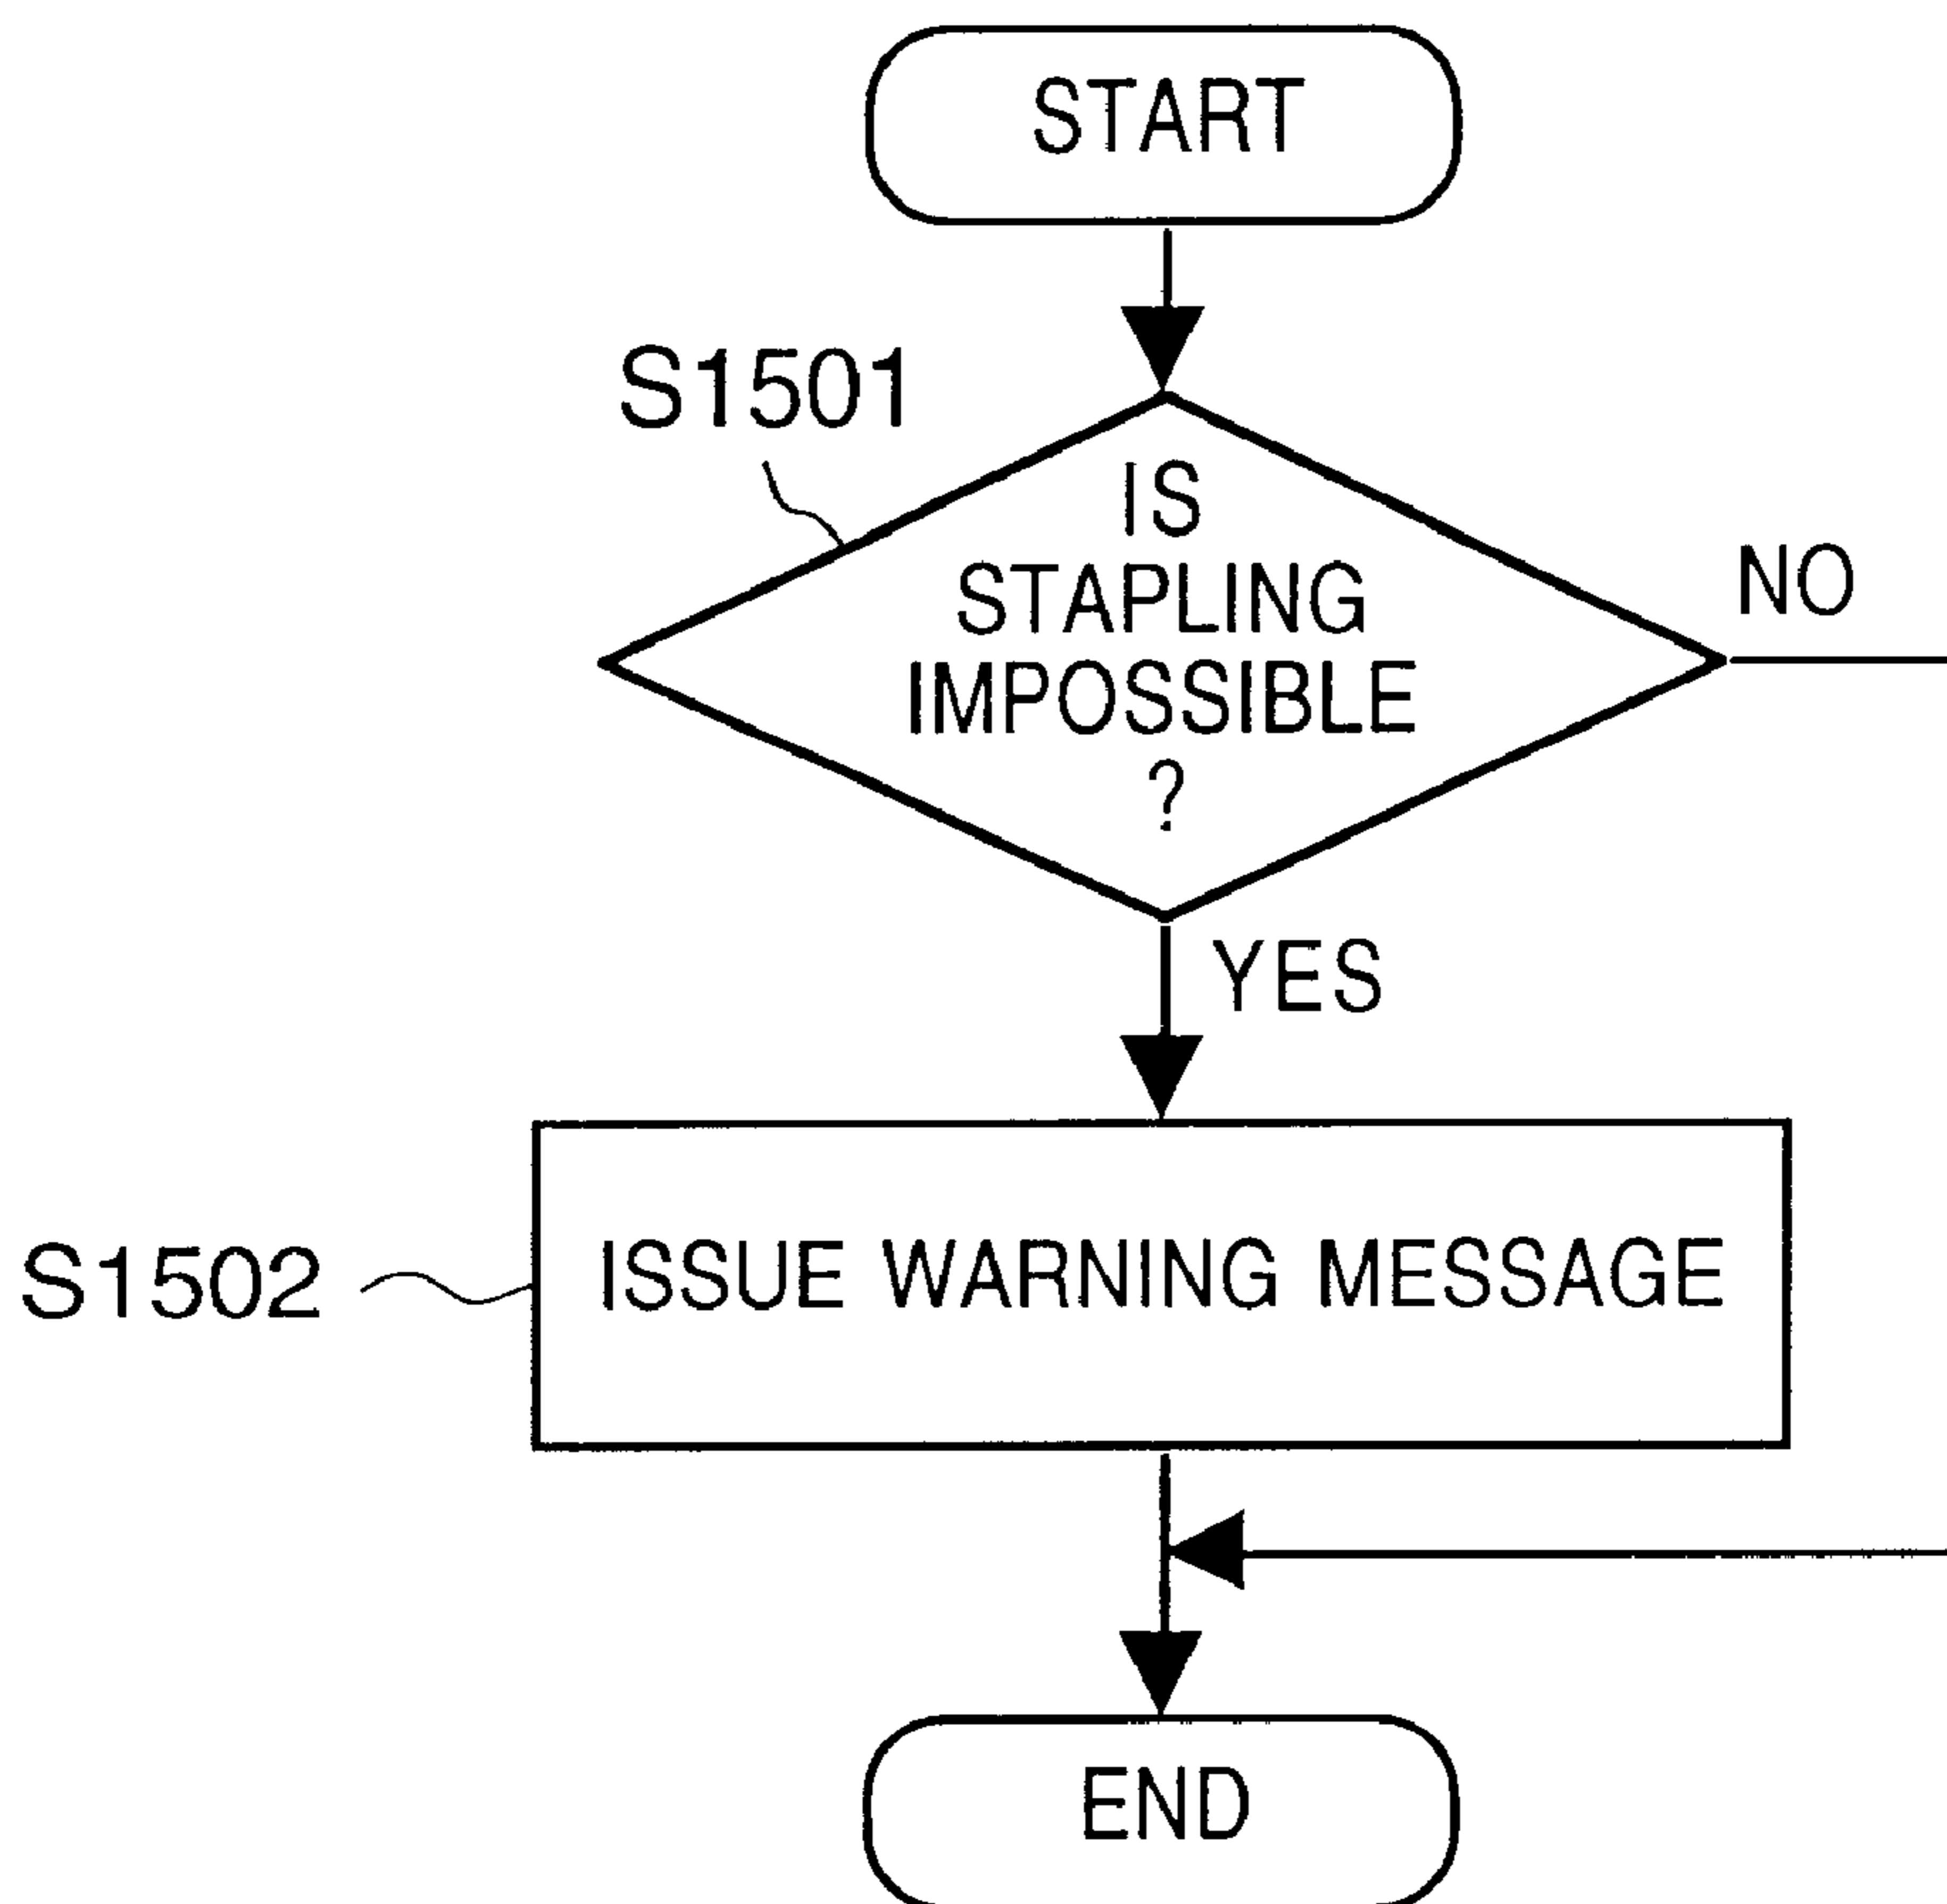 START
S1501
IS
STAPLING
IMPOSSIBLE
?
NO
YES
S1502
ISSUE WARNING MESSAGE
END